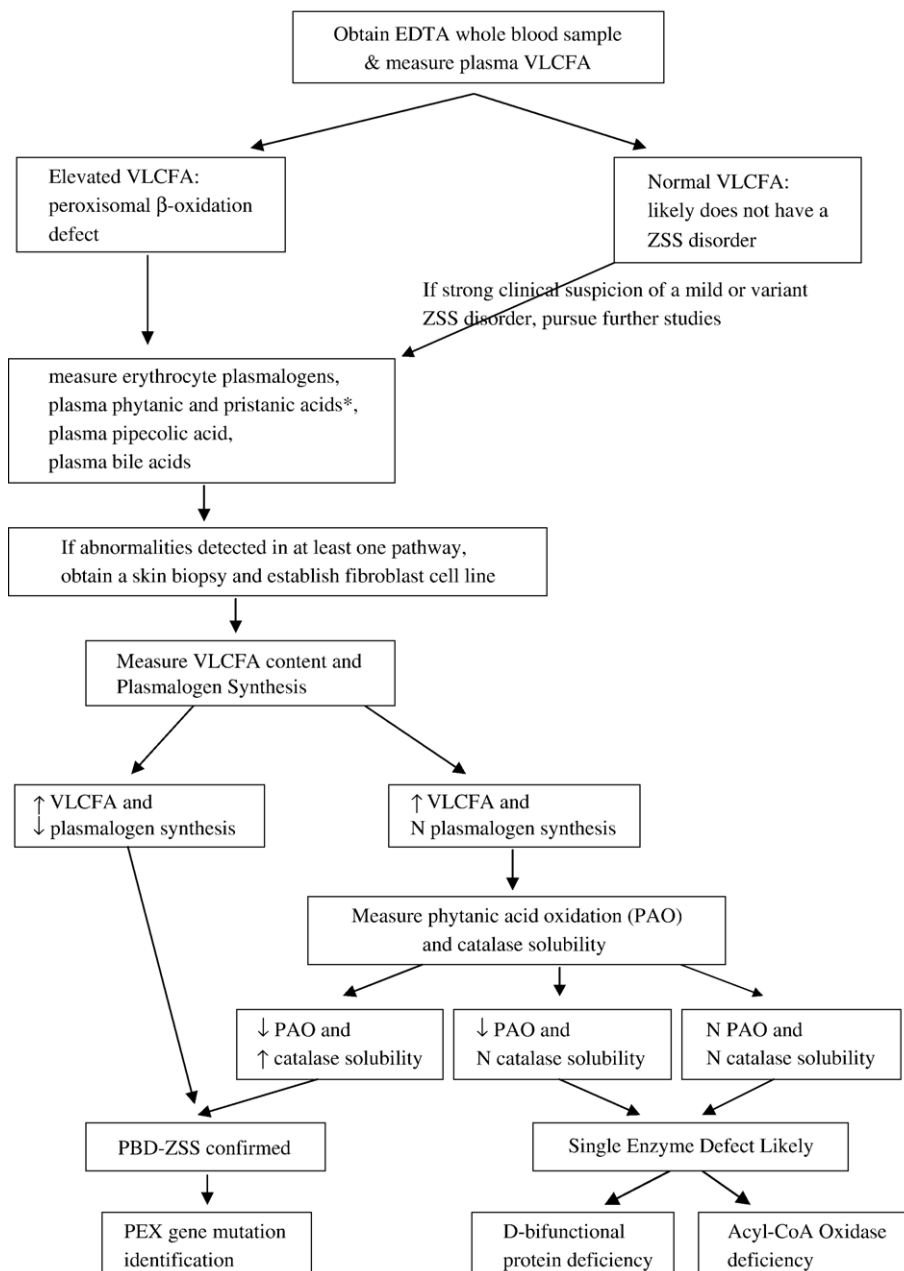 Obtain EDTA whole blood sample
& measure plasma VLCFA
Elevated VLCFA:
peroxisomal β-oxidation
defect
Normal VLCFA:
likely does not have a
ZSS disorder
If strong clinical suspicion of a mild or variant
ZSS disorder, pursue further studies
measure erythrocyte plasmalogens,
plasma phytanic and pristanic acids*,
plasma pipecolic acid,
plasma bile acids
If abnormalities detected in at least one pathway,
obtain a skin biopsy and establish fibroblast cell line
Measure VLCFA content and
Plasmalogen Synthesis
↑ VLCFA and
↓ plasmalogen synthesis
↑ VLCFA and
N plasmalogen synthesis
Measure phytanic acid oxidation (PAO)
and catalase solubility
↓ PAO and
↑ catalase solubility
↓ PAO and
N catalase solubility
N PAO and
N catalase solubility
PBD-ZSS confirmed
Single Enzyme Defect Likely
PEX gene mutation
identification
D-bifunctional
protein deficiency
Acyl-CoA Oxidase
deficiency